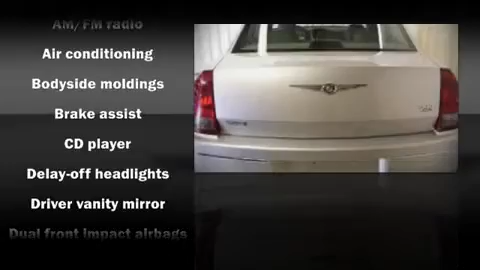 AM/FM radio
Air conditioning
Bodyside moldings
Brake assist
CD player
Delay-off headlights
Driver vanity mirror
Dual front impact airbags